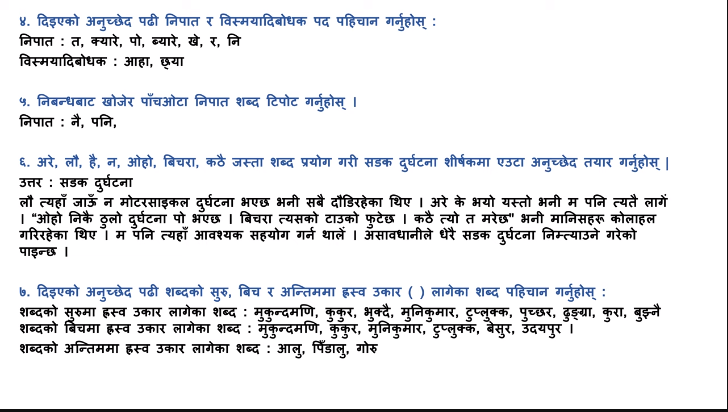 ४. दिइएको अनुच्छेद पढी निपात र विस्मयादिबोधक पद पहिचान गर्नुहोस् :
निपात : त, क्यारे, पो, ब्यारे, खे, र, नि
विस्मयादिबोधक : आहा, छ्या
५. निबन्धबाट खोजेर पाँचओटा निपात शब्द टिपोट गर्नुहोस् ।
निपात : नै, पनि,
६. अरे, लौ, है, न, ओहो, बिचरा, कठै जस्ता शब्द प्रयोग गरी सडक दुर्घटना शीर्षकमा एउटा अनुच्छेद तयार गर्नुहोस् |
उत्तर : सडक दुर्घटना
लौ त्यहाँ जाऊँ न मोटरसाइकल दुर्घटना भएछ भनी सबै दौडिरहेका थिए । अरे के भयो यस्तो भनी म पनि त्यतै लागें
। "ओहो निकै ठुलो दुर्घटना पो भएछ । बिचरा त्यसको टाउको फुटेछ । कठै त्यो त मरेछ" भनी मानिसहरू कोलाहल
गरिरहेका थिए । म पनि त्यहाँ आवश्यक सहयोग गर्न थालें । असावधानीले धेरै सडक दुर्घटना निम्त्याउने गरेको
पाइन्छ ।
७. दिइएको अनुच्छेद पढी शब्दको सुरु, बिच र अन्तिममा ह्रस्व उकार ( ) लागेका शब्द पहिचान गर्नुहोस् :
शब्दको सुरुमा ह्रस्व उकार लागेका शब्द : मुकुन्दमणि, कुकुर, भुक्दै, मुनिकुमार, टुप्लुक्क, पुच्छर, ढुङ्ग्रा, कुरा, बुझ्नै
शब्दको बिचमा ह्रस्व उकार लागेका शब्द : मुकुन्दमणि, कुकुर, मुनिकुमार, टुप्लुक्क, बेसुर, उदयपुर ।
शब्दको अन्तिममा ह्रस्व उकार लागेका शब्द : आलु, पिँडालु, गोरु